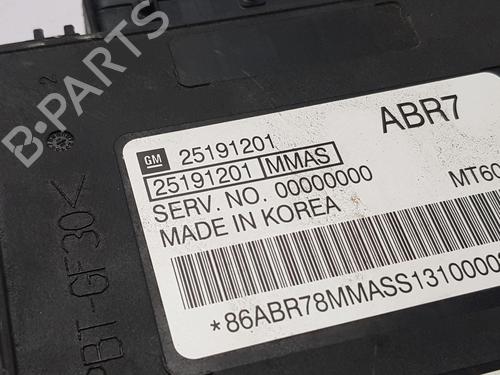 B-PARTS
ABR7
GM 25191201
25191201 MMAS
SERV. NO. 00000000
MADE IN KOREA
MT60
*86ABR78MMASS1310000
PBT-GF30<